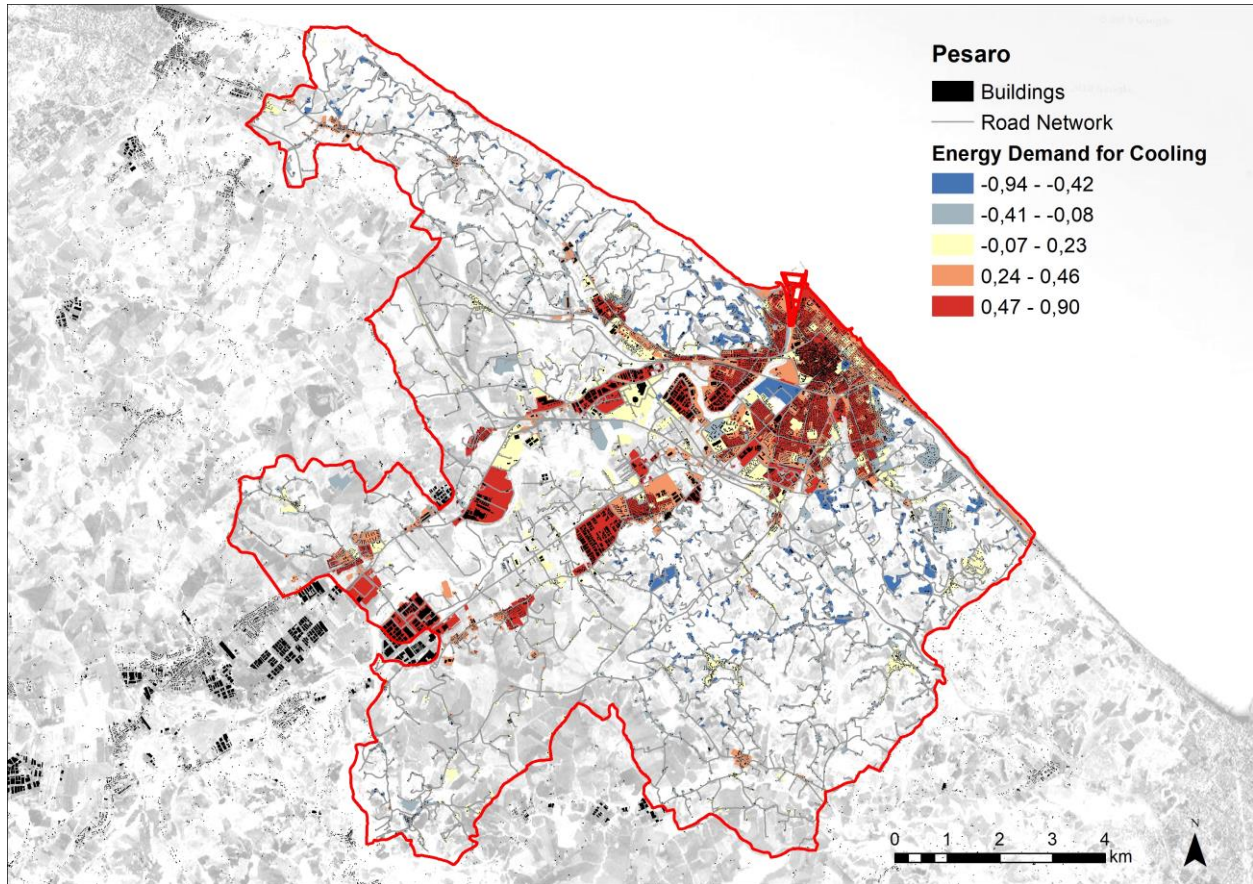 Pesaro
Buildings
Road Network
Energy Demand for Cooling
-0,94 - -0,42
-0,41 - -0,08
-0,07 - 0,23
0,24 - 0,46
0,47 - 0,90
N
0 1 2 3 4
km